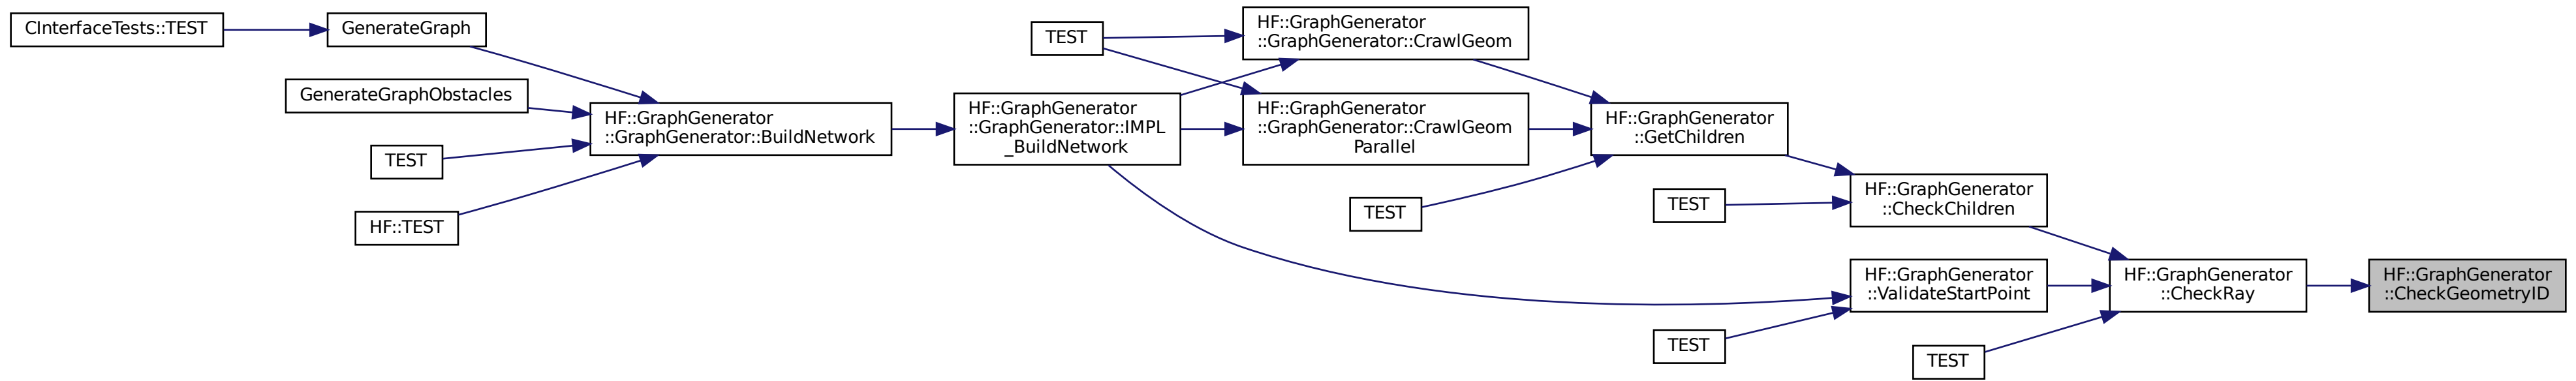 CInterfaceTests::TEST
GenerateGraph
GenerateGraphObstacles
TEST
HF::TEST
HF::GraphGenerator
::GraphGenerator::BuildNetwork
HF::GraphGenerator
::GraphGenerator::IMPL
_BuildNetwork
TEST
HF::GraphGenerator
::GraphGenerator::CrawlGeom
HF::GraphGenerator
::GraphGenerator::CrawlGeom
Parallel
TEST
HF::GraphGenerator
::GetChildren
TEST
HF::GraphGenerator
::CheckChildren
HF::GraphGenerator
::ValidateStartPoint
TEST
HF::GraphGenerator
::CheckRay
TEST
HF::GraphGenerator
::CheckGeometryID